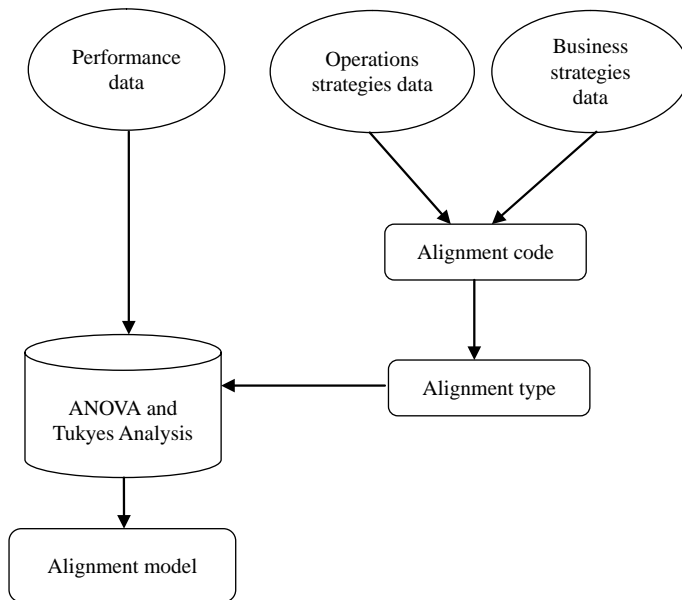 Performance
data
Operations
strategies data
Business
strategies
data
Alignment code
Alignment type
ANOVA and
Tukyes Analysis
Alignment model